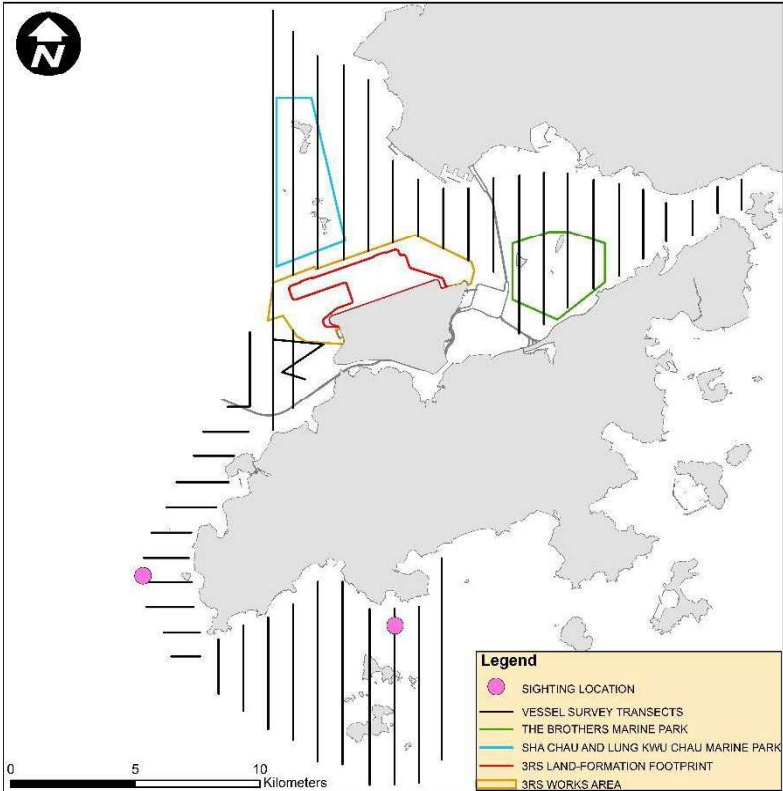 N
Legend
SIGHTING LOCATION
VESSEL SURVEY TRANSECTS
THE BROTHERS MARINE PARK
SHA CHAU AND LUNG KWU CHAU MARINE PARK
3RS LAND-FORMATION FOOTPRINT
3RS WORKS AREA
0 5 10
Kilometers